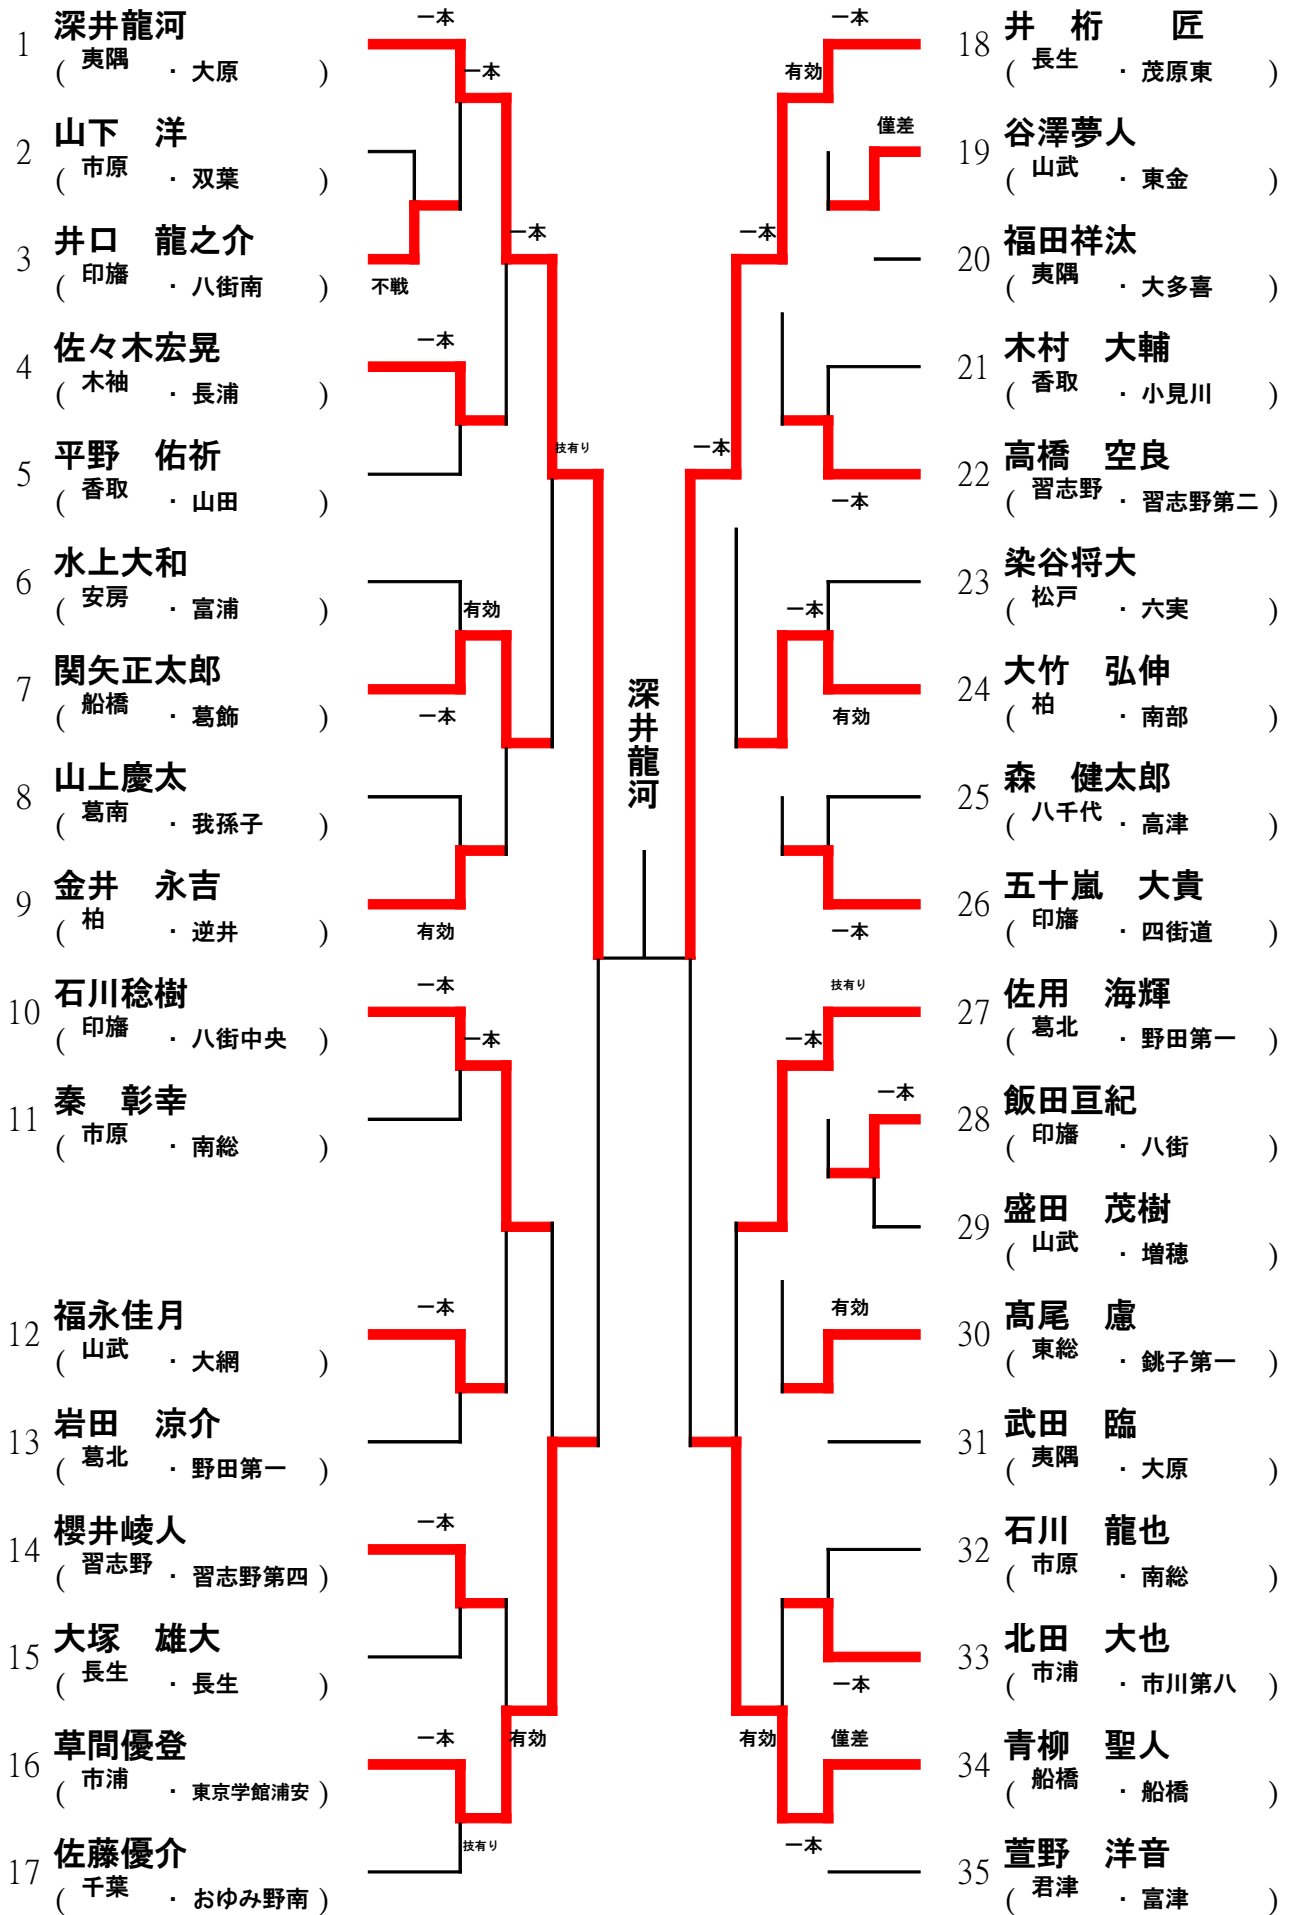 1 深井龍河
( 夷隅 ・ 大原 )
2 山下 洋
( 市原 ・ 双葉 )
3 井口 龍之介
( 印旛 ・ 八街南 )
4 佐々木宏晃
( 木袖 ・ 長浦 )
5 平野 佑祈
( 香取 ・ 山田 )
6 水上大和
( 安房 ・ 富浦 )
7 関矢正太郎
( 船橋 ・ 葛飾 )
8 山上慶太
( 葛南 ・ 我孫子 )
9 金井 永吉
( 柏 ・ 逆井 )
10 石川稔樹
( 印旛 ・ 八街中央 )
11 秦 彰幸
( 市原 ・ 南総 )
12 福永佳月
( 山武 ・ 大網 )
13 岩田 涼介
( 葛北 ・ 野田第一 )
14 櫻井崚人
( 習志野 ・ 習志野第四 )
15 大塚 雄大
( 長生 ・ 長生 )
16 草間優登
( 市浦 ・ 東京学館浦安 )
17 佐藤優介
( 千葉 ・ おゆみ野南 )
一本
一本
一本
不戦
一本
技有り
有効
一本
有効
一本
一本
一本
一本
一本
有効
技有り
深井龍河
一本
有効
僅差
一本
一本
一本
一本
有効
一本
技有り
一本
一本
有効
一本
有効
僅差
一本
18 井 桁 匠
( 長生 ・ 茂原東 )
19 谷澤夢人
( 山武 ・ 東金 )
20 福田祥汰
( 夷隅 ・ 大多喜 )
21 木村 大輔
( 香取 ・ 小見川 )
22 高橋 空良
( 習志野 ・ 習志野第二 )
23 染谷将大
( 松戸 ・ 六実 )
24 大竹 弘伸
( 柏 ・ 南部 )
25 森 健太郎
( 八千代 ・ 高津 )
26 五十嵐 大貴
( 印旛 ・ 四街道 )
27 佐用 海輝
( 葛北 ・ 野田第一 )
28 飯田亘紀
( 印旛 ・ 八街 )
29 盛田 茂樹
( 山武 ・ 増穂 )
30 髙尾 慮
( 東総 ・ 銚子第一 )
31 武田 臨
( 夷隅 ・ 大原 )
32 石川 龍也
( 市原 ・ 南総 )
33 北田 大也
( 市浦 ・ 市川第八 )
34 青柳 聖人
( 船橋 ・ 船橋 )
35 萱野 洋音
( 君津 ・ 富津 )